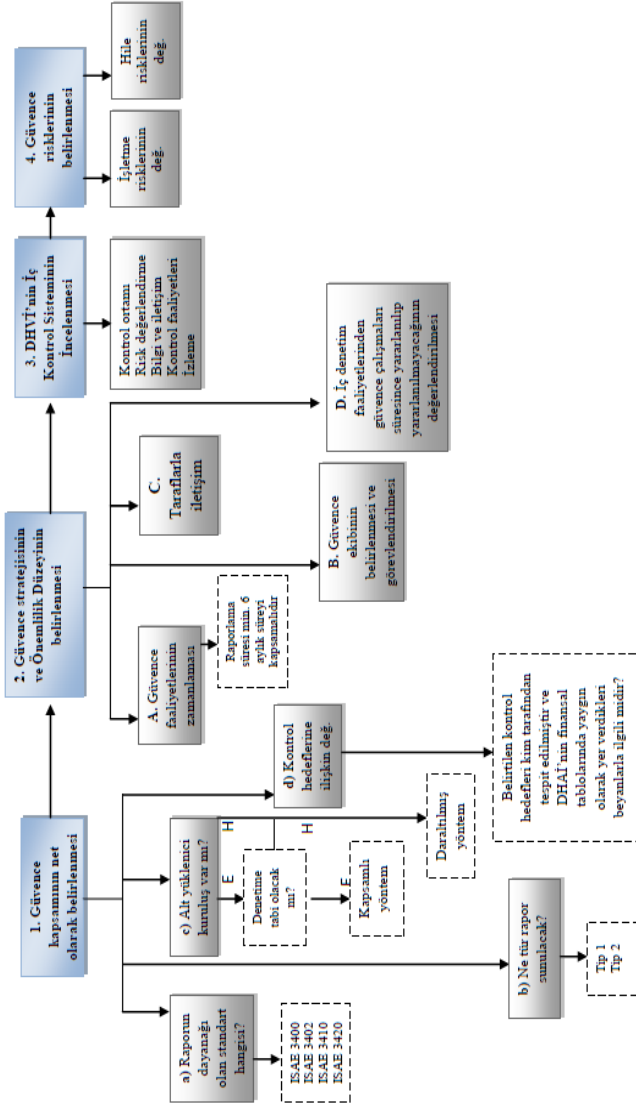 1. Güvence
kapsamının net
olarak belirlenmesi
2. Güvence stratejisinin
ve Önemlilik Düzeyinin
belirlenmesi
3. DHVİ'nin İç
Kontrol Sisteminin
İncelenmesi
4. Güvence
risklerinin
belirlenmesi
a) Raporun
dayanağı
olan standart
hangisi?
ISAE 3400
ISAE 3402
ISAE 3410
ISAE 3420
b) Ne tür rapor
sunulacak?
Tip 1
Tip 2
c) Alt yüklenici
kuruluş var mı?
E
H
Denetime
tabi olacak
mı?
H
E
Kapsamlı
yöntem
Daraltılmış
yöntem
d) Kontrol
hedeflerine
ilişkin değ.
Belirtilen kontrol
hedefleri kim tarafından
tespit edilmiştir ve
DHAİ'nin finansal
tablolarında yaygın
olarak yer verdikleri
beyanlarla ilgili midir?
A. Güvence
faaliyetlerinin
zamanlaması
Raporlama
süresi min. 6
aylık süreyi
kapsamalıdır
B. Güvence
ekibinin
belirlenmesi ve
görevlendirilmesi
C.
Taraflarla
iletişim
D. İç denetim
faaliyetlerinden
güvence çalışmaları
süresince yararlanılıp
yararlanılmayacağının
değerlendirilmesi
Kontrol ortamı
Risk değerlendirme
Bilgi ve iletişim
Kontrol faaliyetleri
İzleme
İşletme
risklerinin
değ.
Hile
risklerinin
değ.